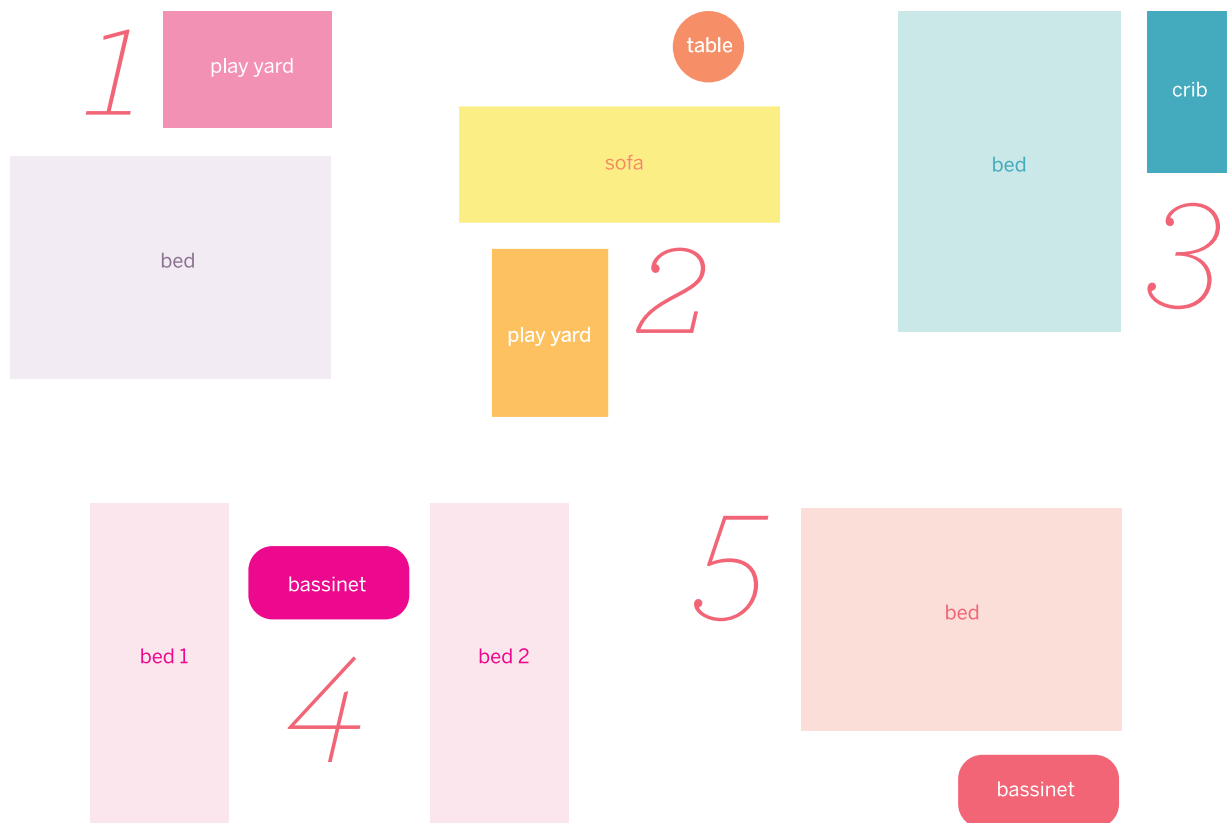 1
play yard
bed
table
sofa
2
play yard
bed
crib
3
bed 1
bassinet
4
bed 2
5
bed
bassinet